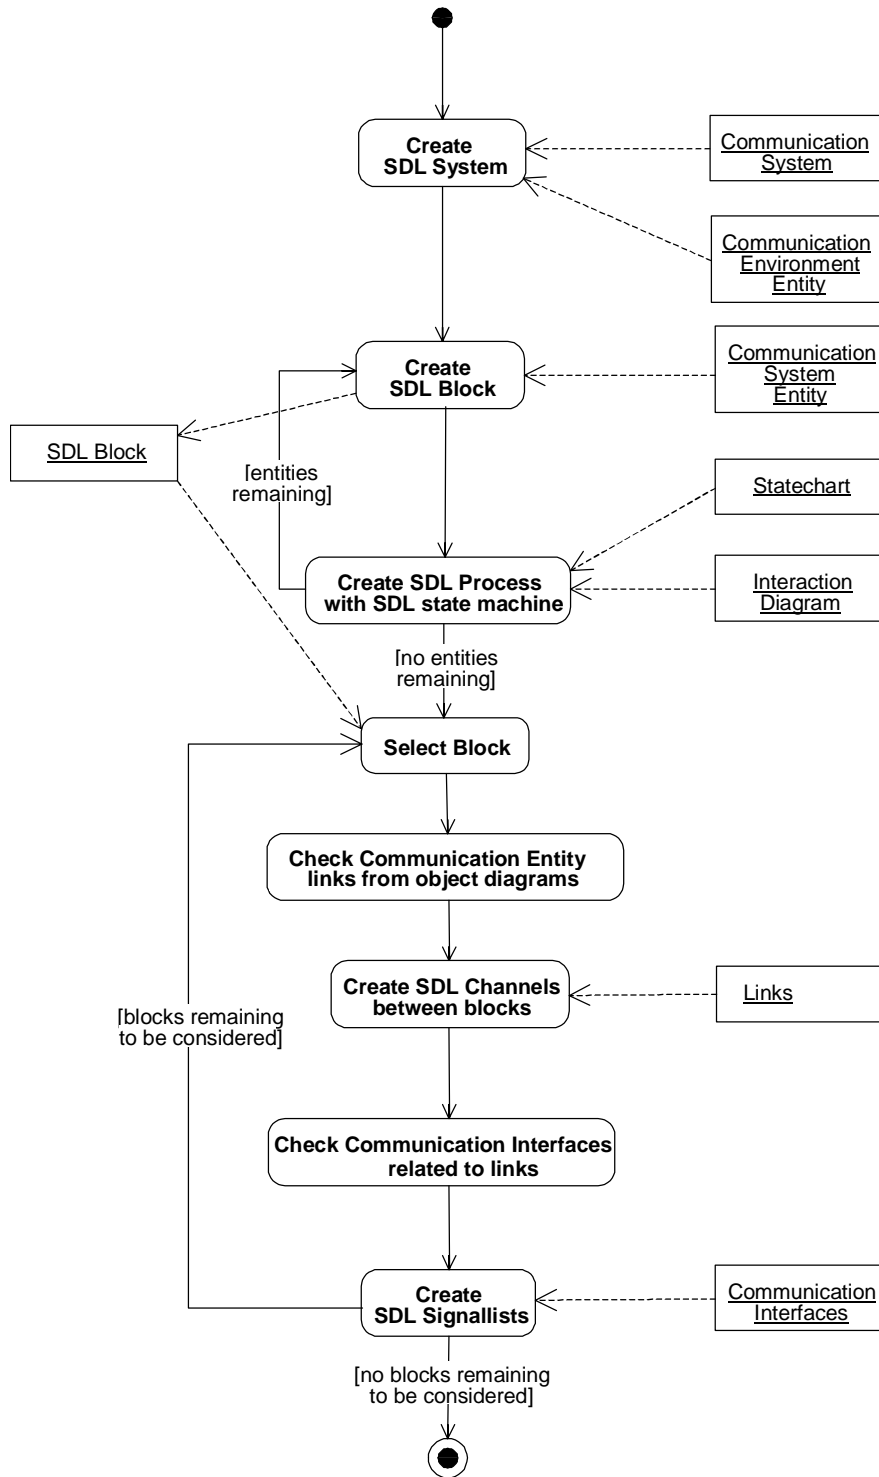 Create
SDL System
Communication
System
Communication
Environment
Entity
Create
SDL Block
Communication
System
Entity
SDL Block
[entities
remaining]
Statechart
Create SDL Process
with SDL state machine
Interaction
Diagram
[no entities
remaining]
Select Block
Check Communication Entity
links from object diagrams
Create SDL Channels
between blocks
Links
[blocks remaining
to be considered]
Check Communication Interfaces
related to links
Create
SDL Signallists
Communication
Interfaces
[no blocks remaining
to be considered]